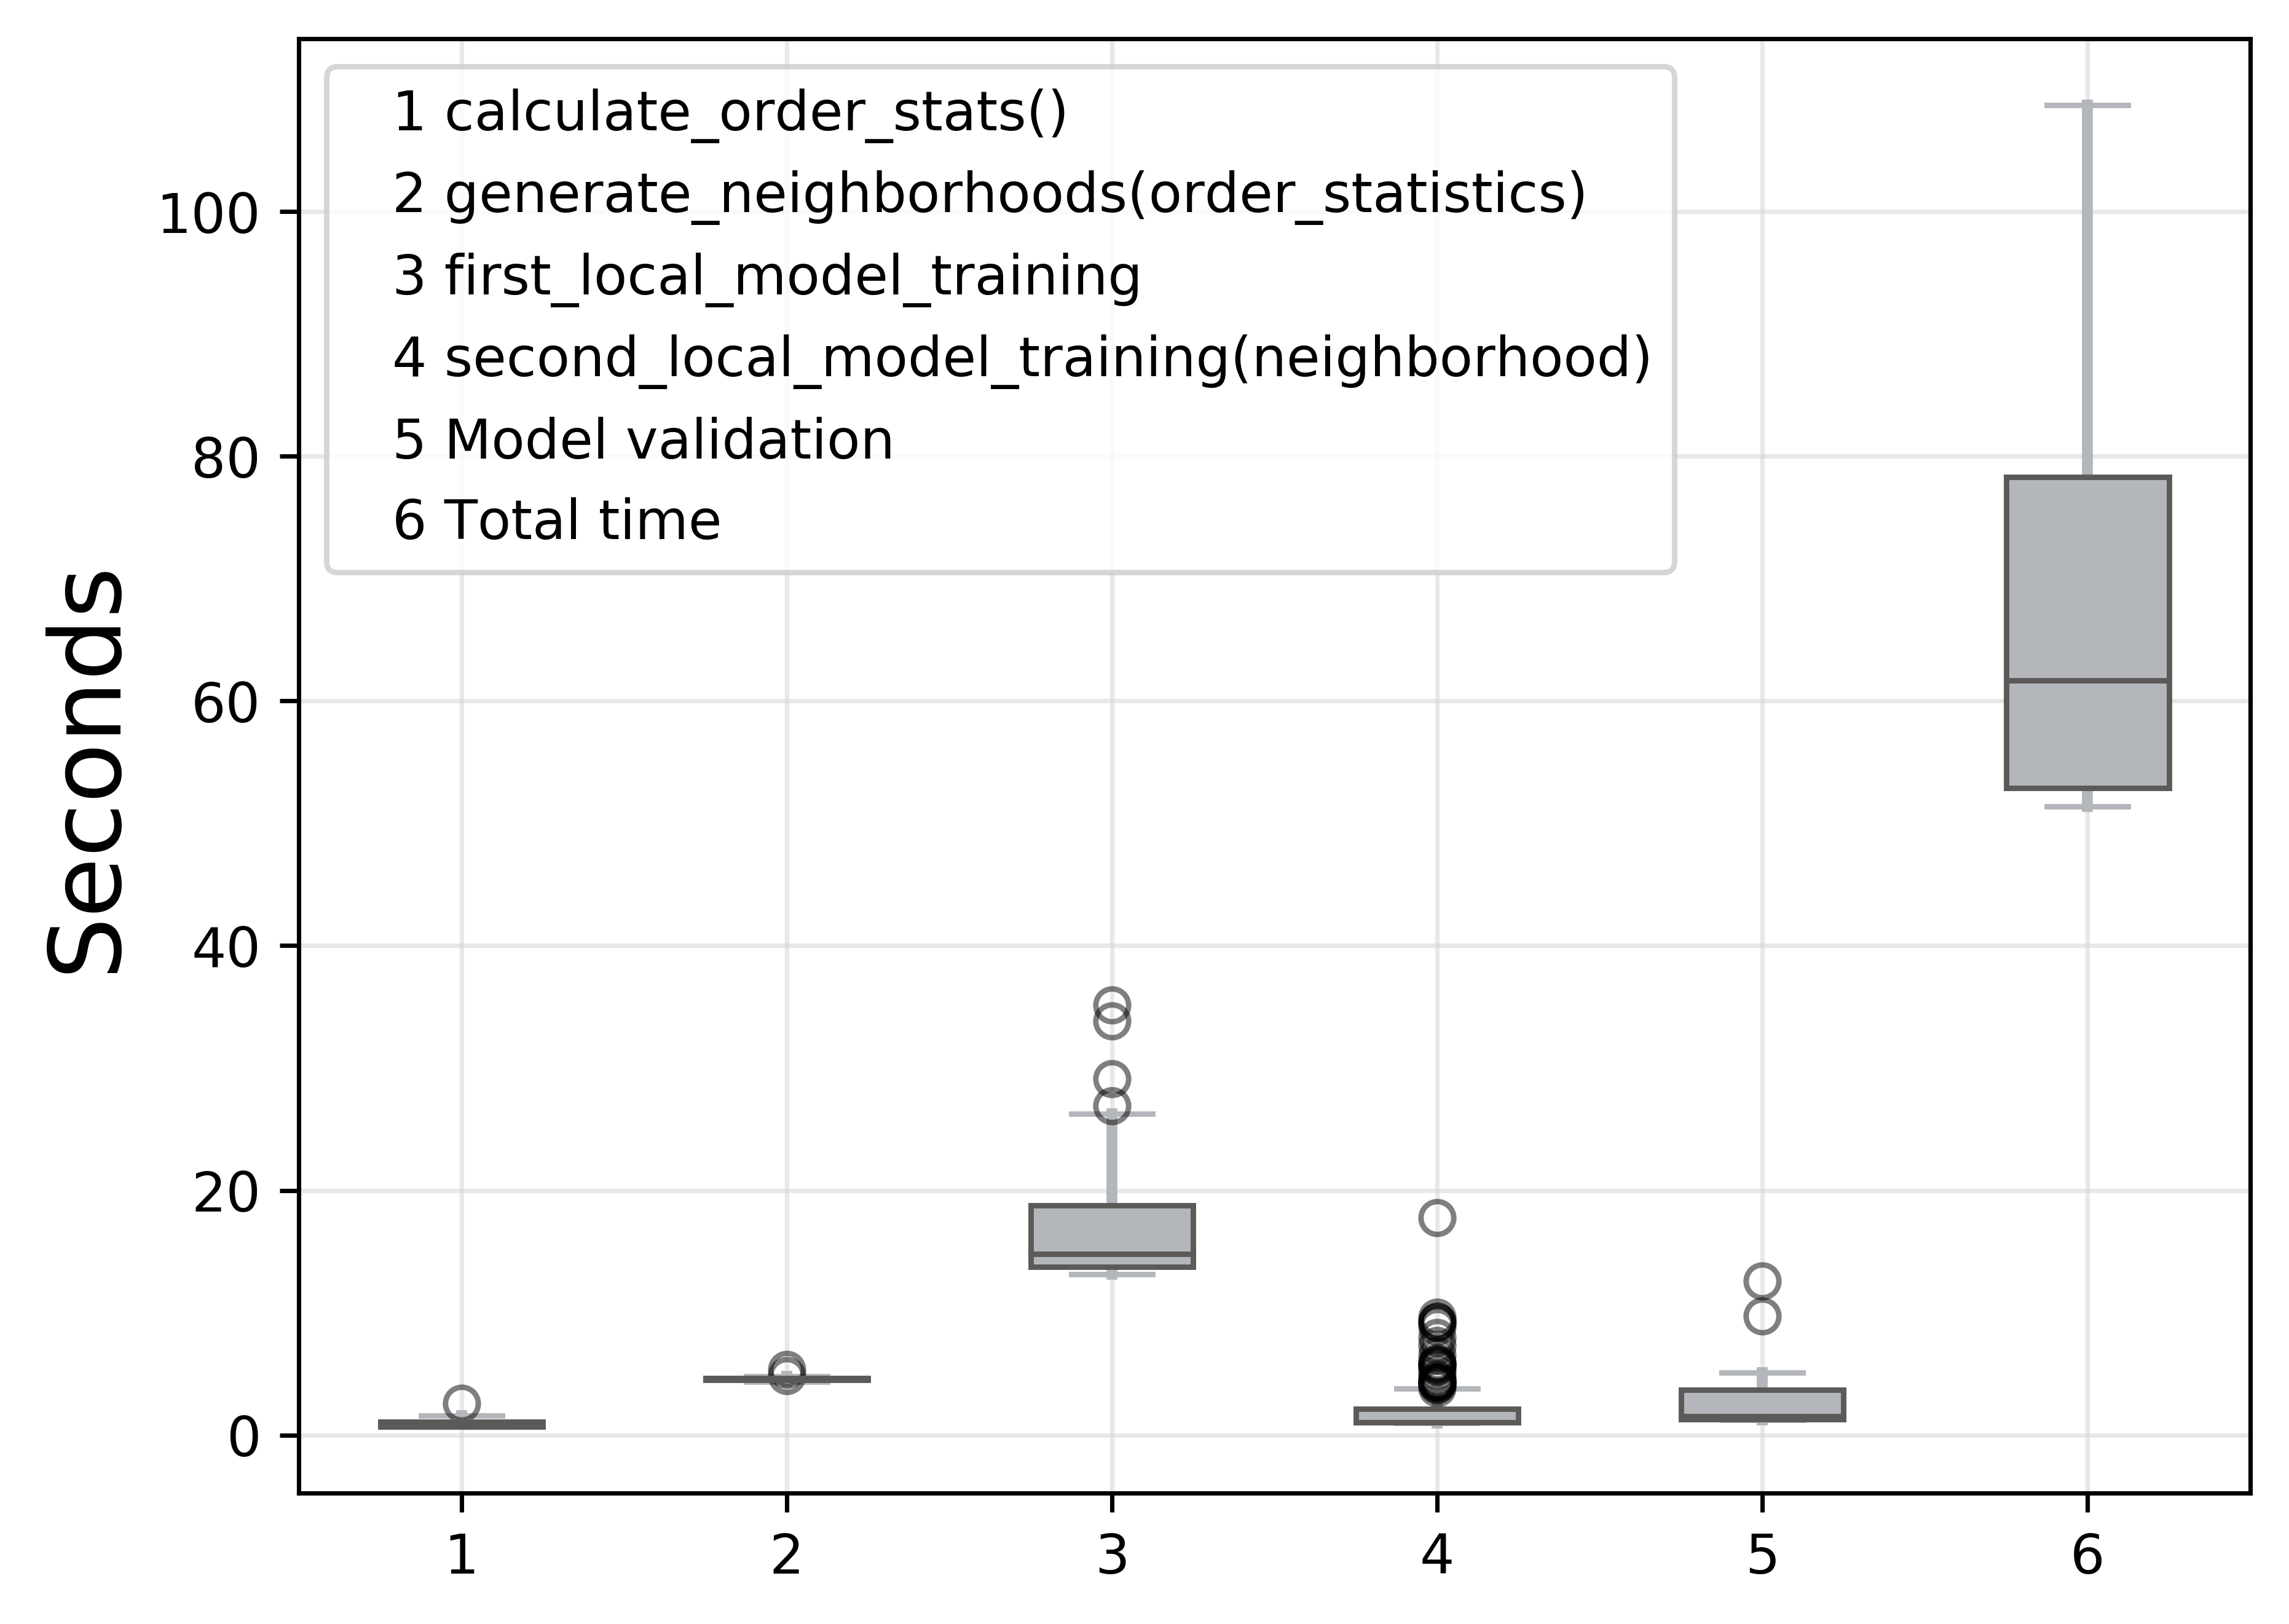 1 calculate_order_stats()
2 generate_neighborhoods(order_statistics)
3 first_local_model_training
4 second_local_model_training(neighborhood)
5 Model validation
6 Total time
Seconds
100
80
60
40
20
0
1 2 3 4 5 6